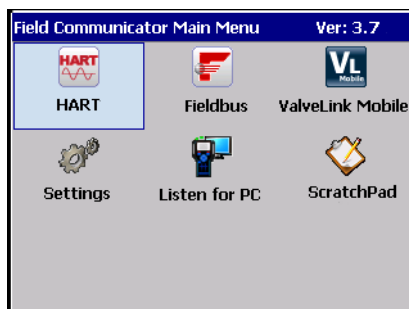 Field Communicator Main Menu Ver: 3.7
HART
VL
Mobile
HART Fieldbus ValveLink Mobile
Settings Listen for PC ScratchPad